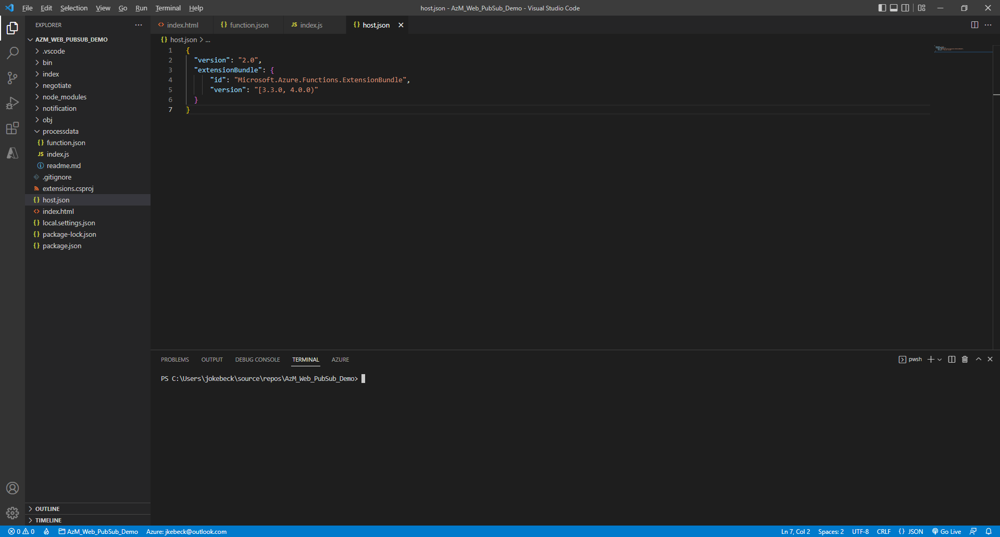 File Edit Selection View Go Run Terminal Help
host.json - AzM_Web_PubSub_Demo - Visual Studio Code
EXPLORER
AZM_WEB_PUBSUB_DEMO
.vscode
bin
index
negotiate
node_modules
notification
obj
processdata
{} function.json
JS index.js
readme.md
.gitignore
extensions.csproj
{} host.json
<> index.html
{} local.settings.json
{} package-lock.json
{} package.json
OUTLINE
TIMELINE
<> index.html {} function.json JS index.js {} host.json
{} host.json > ...
1 {
2 "version": "2.0",
3 "extensionBundle": {
4 "id": "Microsoft.Azure.Functions.ExtensionBundle",
5 "version": "[3.3.0, 4.0.0)"
6 }
7 }
PROBLEMS OUTPUT DEBUG CONSOLE TERMINAL AZURE
pwsh
PS C:\Users\jokebeck\source\repos\AzM_Web_PubSub_Demo>
0 0 AzM_Web_PubSub_Demo Azure: jkebeck@outlook.com
Ln 7, Col 2 Spaces: 2 UTF-8 CRLF {} JSON Go Live